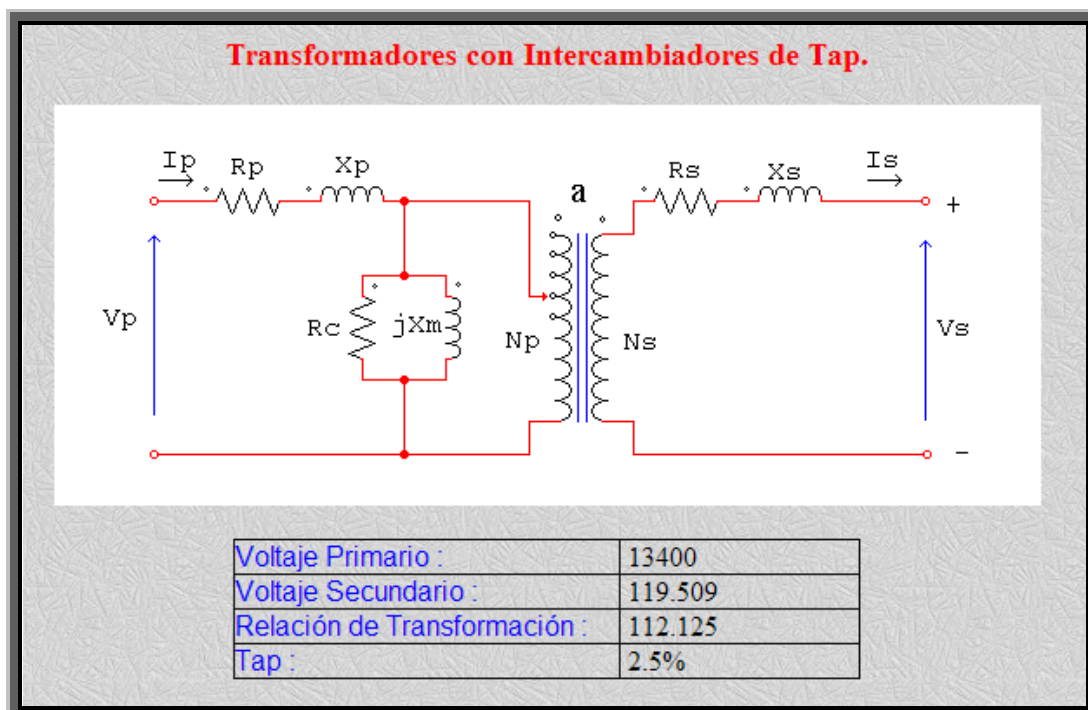 Transformadores con Intercambiadores de Tap.
Ip Rp Xp a Rs Xs Is
+
Vp Rc jXm Np Ns Vs
-
Voltaje Primario : 13400
Voltaje Secundario : 119.509
Relación de Transformación : 112.125
Tap : 2.5%